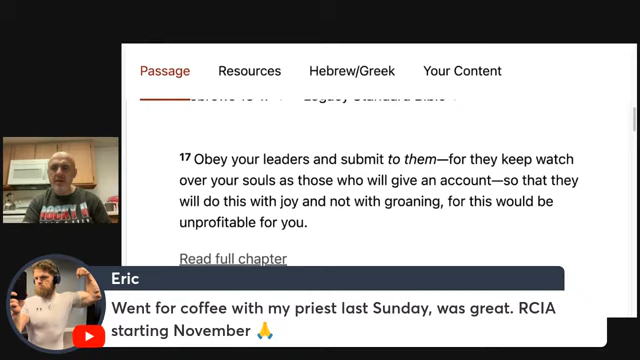 Passage Resources Hebrew/Greek Your Content
Legacy Standard Bible
17 Obey your leaders and submit to them—for they keep watch
over your souls as those who will give an account—so that they
will do this with joy and not with groaning, for this would be
unprofitable for you.
Read full chapter
Eric
Went for coffee with my priest last Sunday, was great. RCIA
starting November 🙏